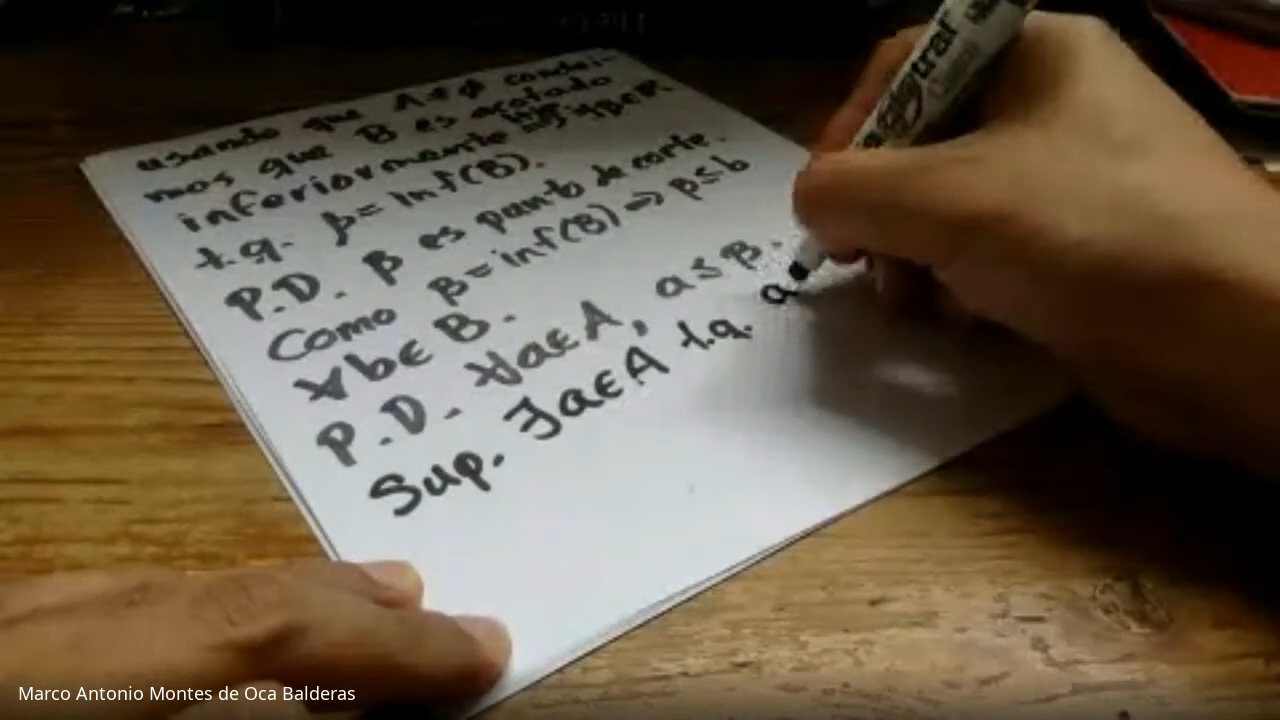 usando que A≠∅ conclui-
mos que B es acotado
inferiormente ⇒ ∃β∈R
t.q. β = inf(B).
P.D. β es punto de corte.
Como β = inf(B) ⇒ β ≤ b
∀b∈B.
P.D. ∀a∈A, a ≤ β.
Sup. ∃a∈A t.q. a
Marco Antonio Montes de Oca Balderas